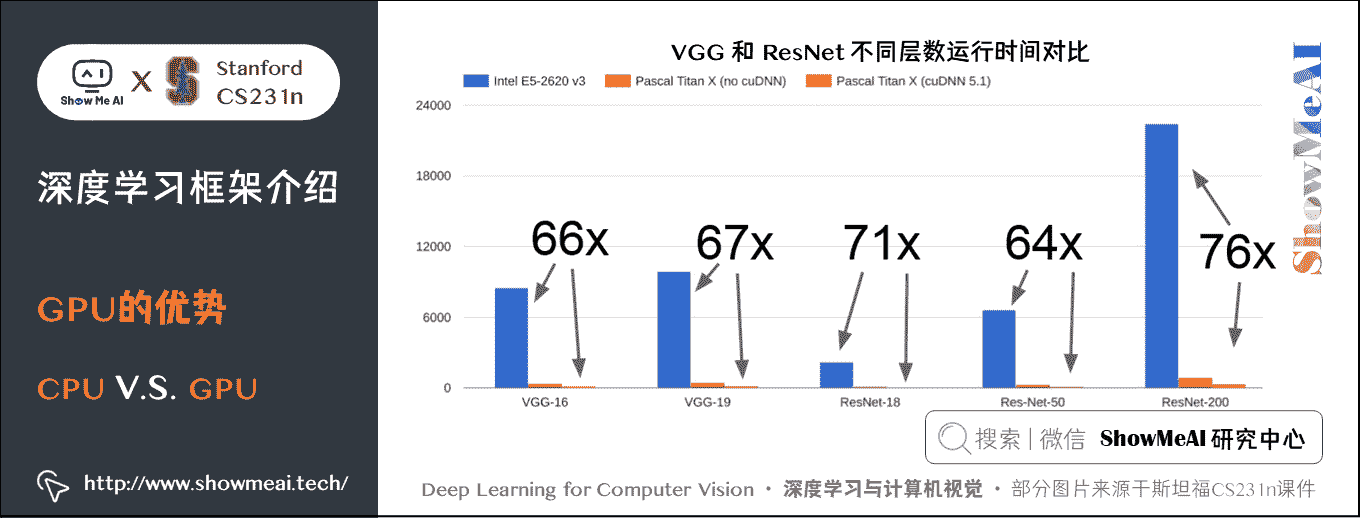 Show Me AI
X
S
Stanford
CS231n
深度学习框架介绍
GPU的优势
CPU V.S. GPU
http://www.showmeai.tech/
VGG 和 ResNet 不同层数运行时间对比
Intel E5-2620 v3
Pascal Titan X (no cuDNN)
Pascal Titan X (cuDNN 5.1)
24000
18000
12000
6000
0
66x
67x
71x
64x
76x
VGG-16
VGG-19
ResNet-18
Res-Net-50
ResNet-200
ShowMeAI
搜索 | 微信 ShowMeAI 研究中心
Deep Learning for Computer Vision · 深度学习与计算机视觉 · 部分图片来源于斯坦福CS231n课件